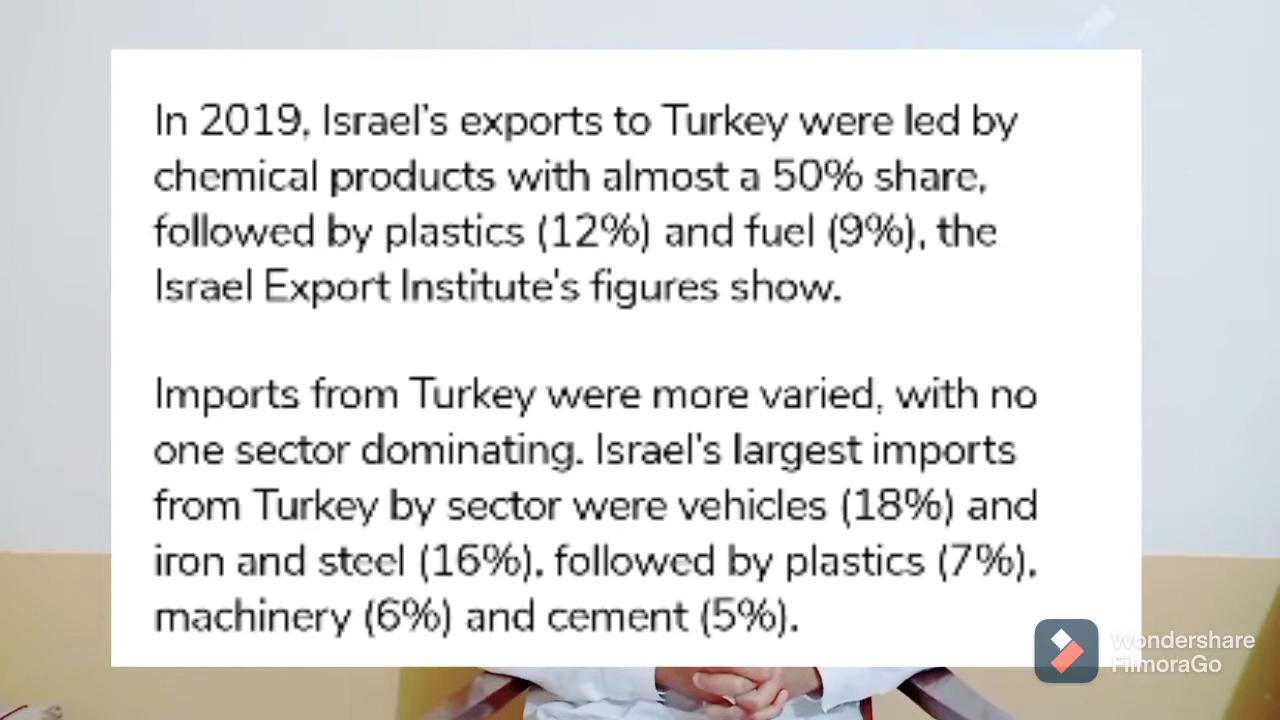 In 2019, Israel's exports to Turkey were led by
chemical products with almost a 50% share,
followed by plastics (12%) and fuel (9%), the
Israel Export Institute's figures show.
Imports from Turkey were more varied, with no
one sector dominating. Israel's largest imports
from Turkey by sector were vehicles (18%) and
iron and steel (16%), followed by plastics (7%),
machinery (6%) and cement (5%).
Wondershare
FilmoraGo